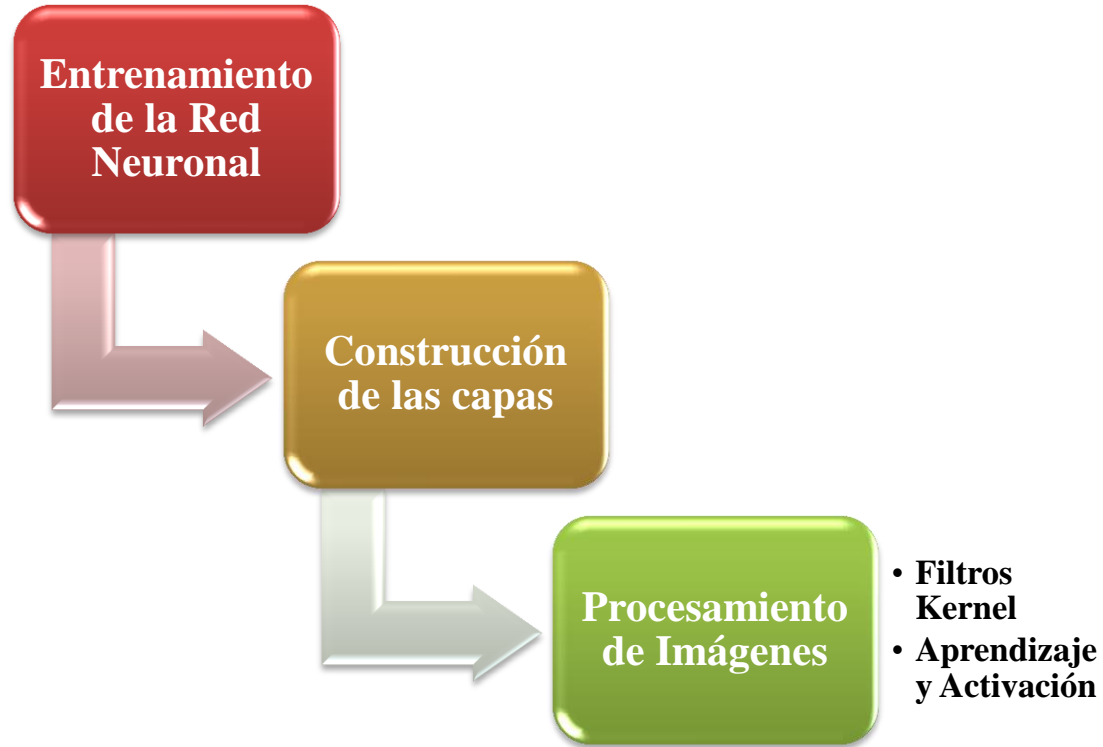 Entrenamiento
de la Red
Neuronal
Construcción
de las capas
Procesamiento
de Imágenes
• Filtros
Kernel
• Aprendizaje
y Activación